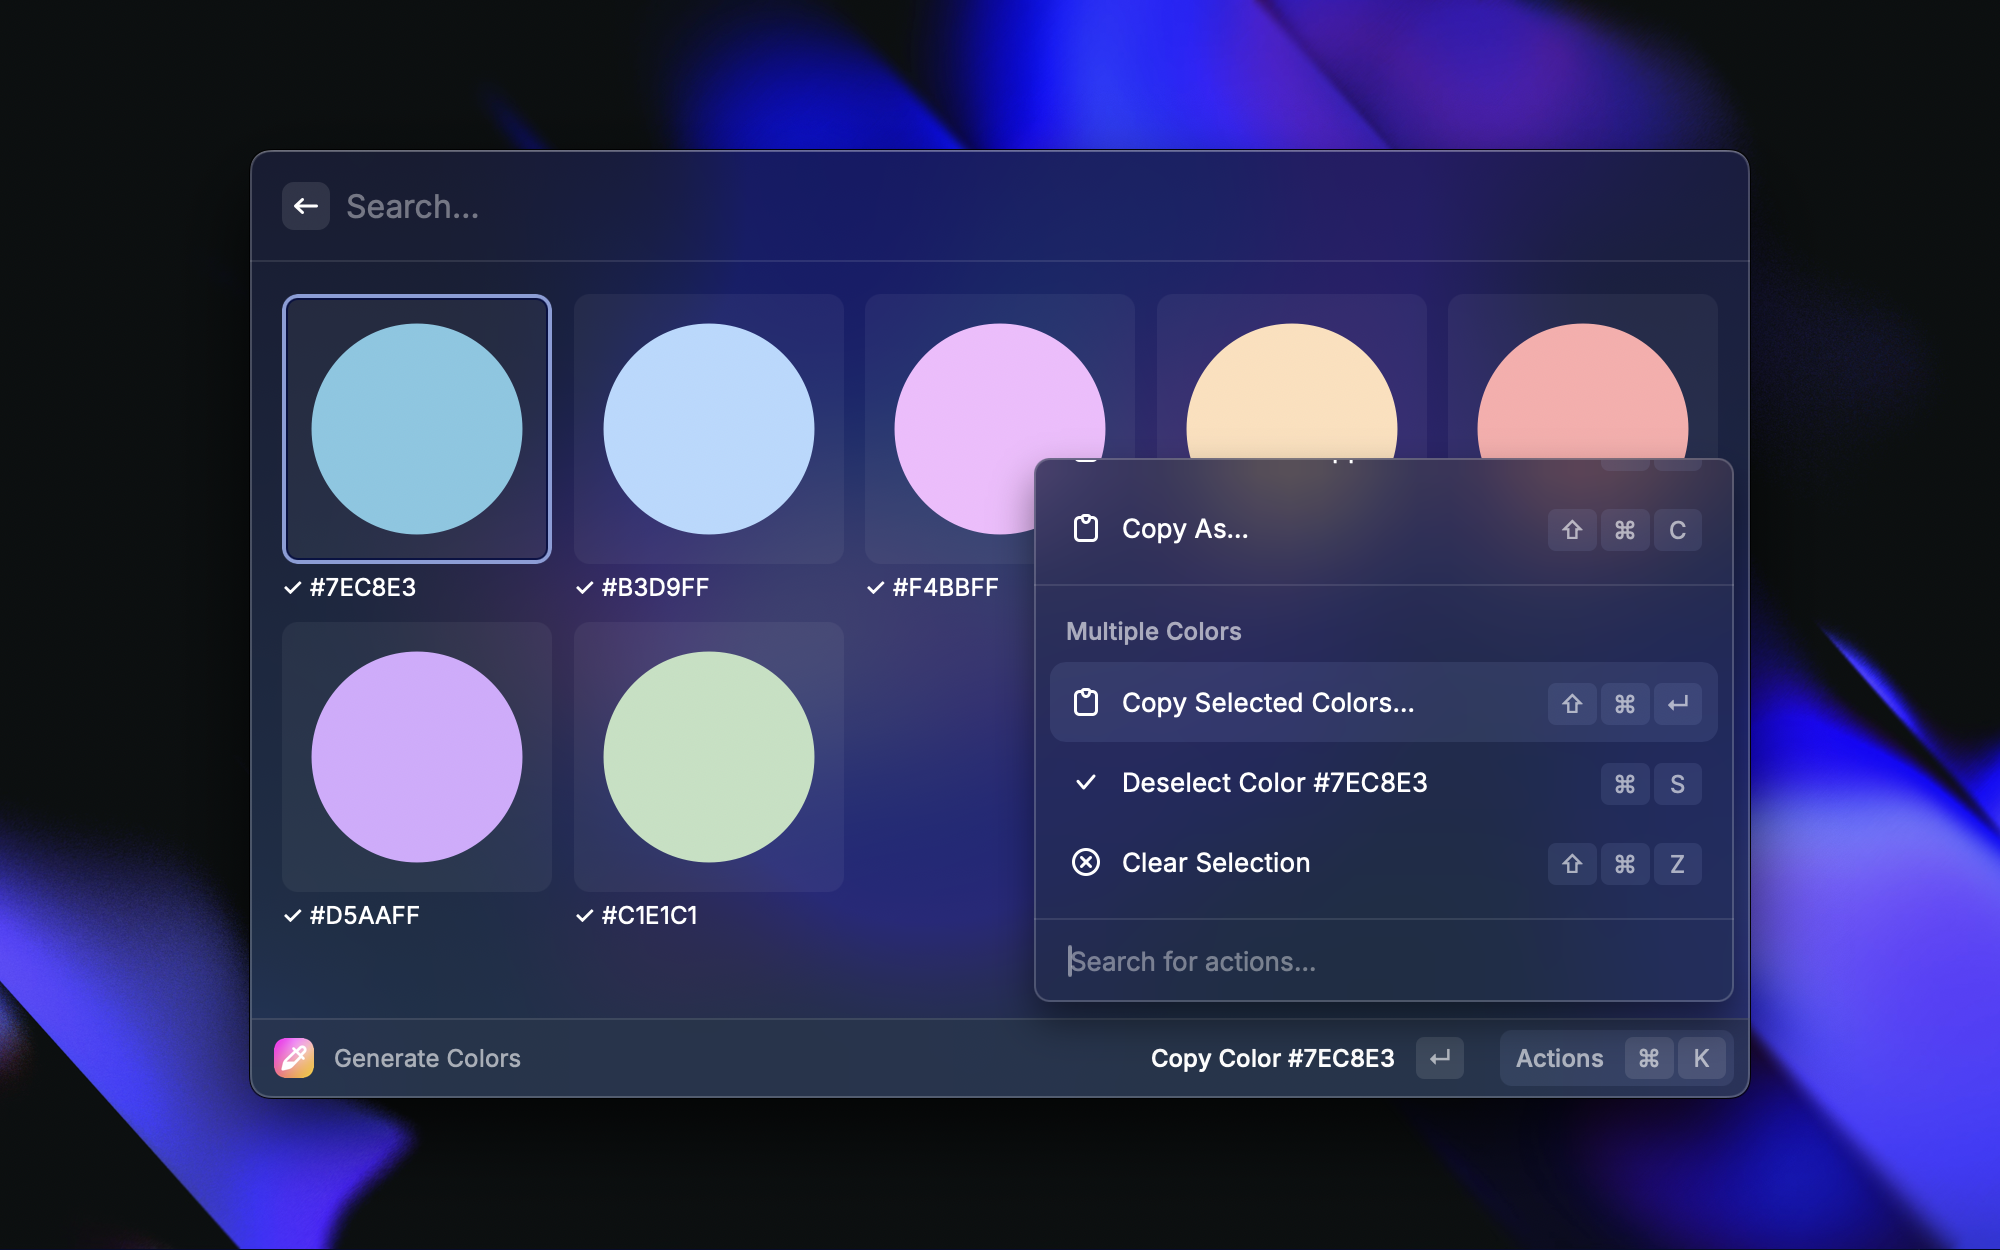 Search...
✓ #7EC8E3
✓ #B3D9FF
✓ #F4BBFF
✓ #D5AAFF
✓ #C1E1C1
Copy As... ⇧ ⌘ C
Multiple Colors
Copy Selected Colors... ⇧ ⌘ ↵
✓ Deselect Color #7EC8E3 ⌘ S
Clear Selection ⇧ ⌘ Z
Search for actions...
Generate Colors
Copy Color #7EC8E3 ↵
Actions ⌘ K